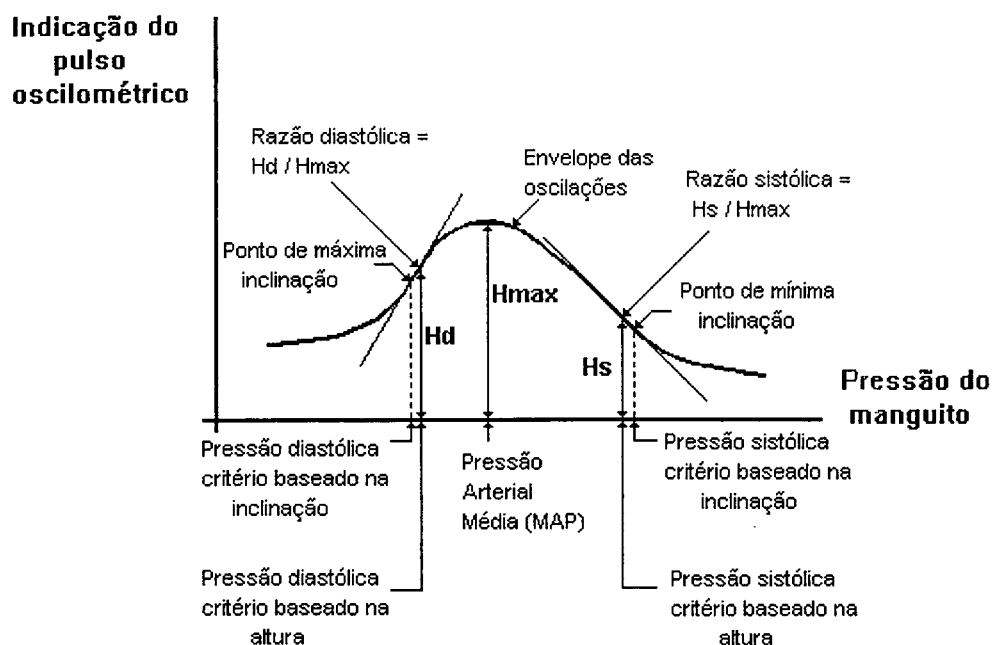 Indicação do
pulso
oscilométrico
Razão diastólica =
Hd / Hmax
Envelope das
oscilações
Razão sistólica =
Hs / Hmax
Ponto de máxima
inclinação
Hmax
Ponto de mínima
inclinação
Hd
Hs
Pressão do
manguito
Pressão diastólica
critério baseado na
inclinação
Pressão
Arterial
Média (MAP)
Pressão sistólica
critério baseado na
inclinação
Pressão diastólica
critério baseado na
altura
Pressão sistólica
critério baseado na
altura